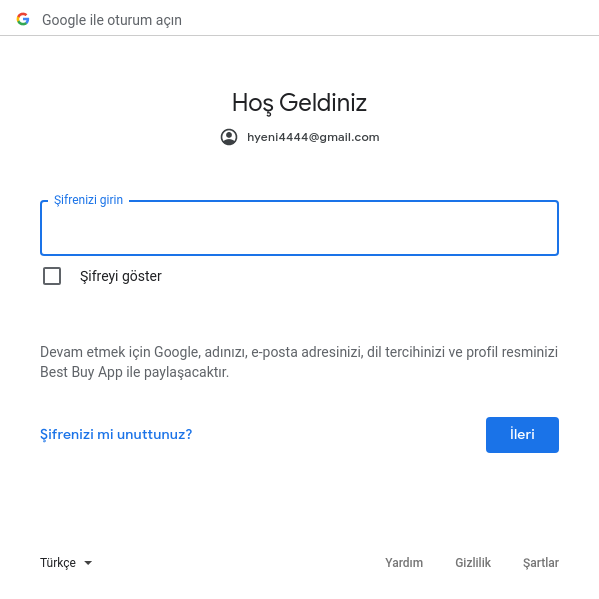 Google ile oturum açın
Hoş Geldiniz
hyeni4444@gmail.com
Şifrenizi girin
Şifreyi göster
Devam etmek için Google, adınızı, e-posta adresinizi, dil tercihinizi ve profil resminizi
Best Buy App ile paylaşacaktır.
Şifrenizi mi unuttunuz?
İleri
Türkçe
Yardım
Gizlilik
Şartlar